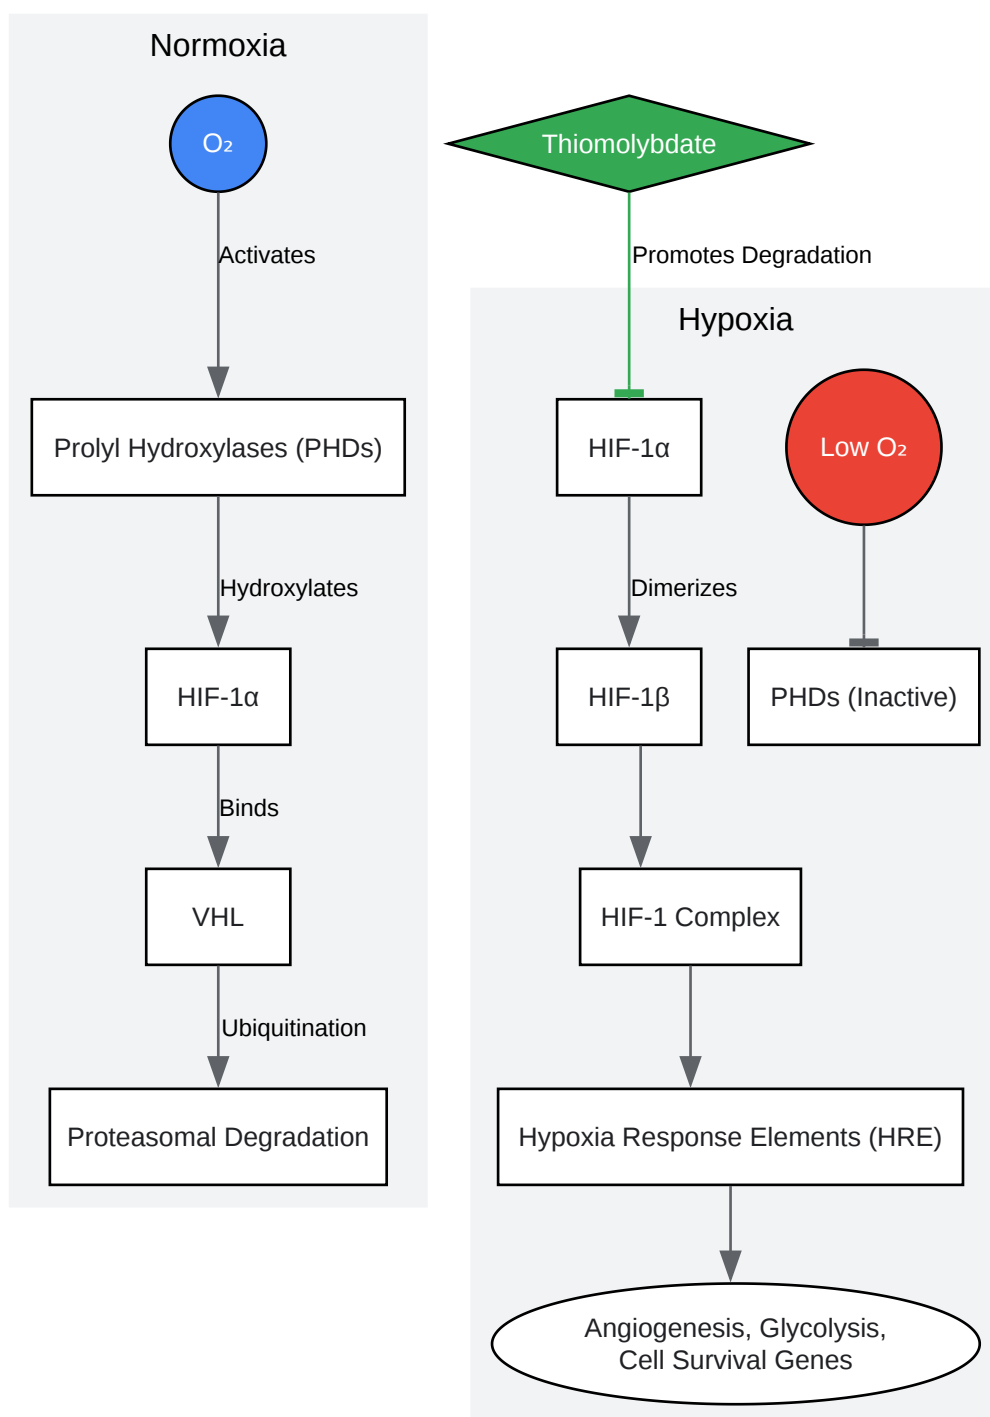 Normoxia
O₂
Activates
Prolyl Hydroxylases (PHDs)
Hydroxylates
HIF-1α
Binds
VHL
Ubiquitination
Proteasomal Degradation
Thiomolybdate
Promotes Degradation
Hypoxia
HIF-1α
Low O₂
Dimerizes
HIF-1β
PHDs (Inactive)
HIF-1 Complex
Hypoxia Response Elements (HRE)
Angiogenesis, Glycolysis,
Cell Survival Genes